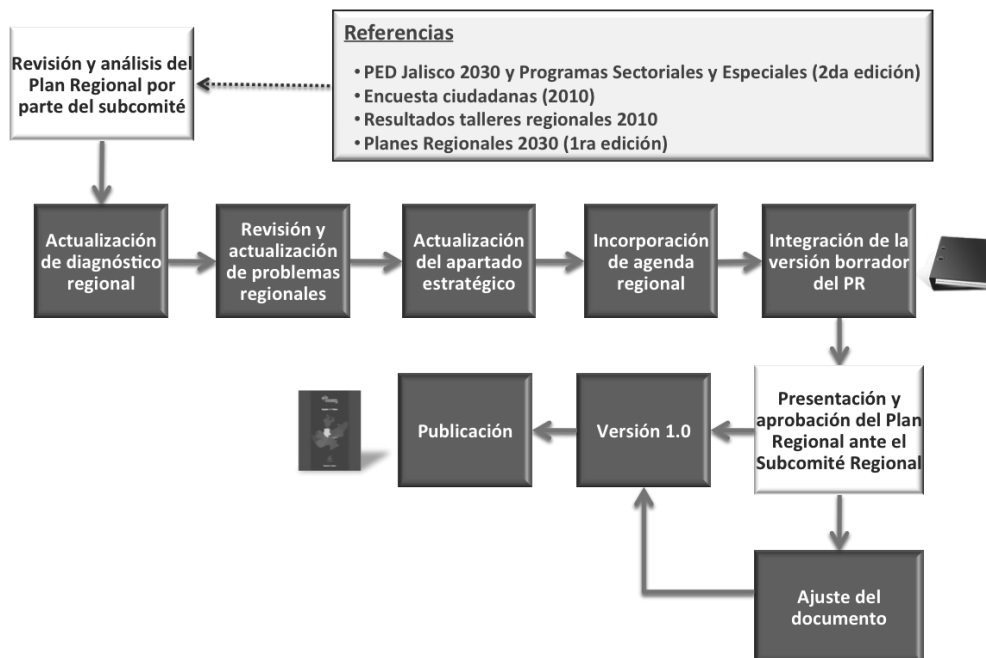 Revisión y análisis del
Plan Regional por
parte del subcomité
Referencias
• PED Jalisco 2030 y Programas Sectoriales y Especiales (2da edición)
• Encuesta ciudadanas (2010)
• Resultados talleres regionales 2010
• Planes Regionales 2030 (1ra edición)
Actualización
de diagnóstico
regional
Revisión y
actualización
de problemas
regionales
Actualización
del apartado
estratégico
Incorporación
de agenda
regional
Integración de la
versión borrador
del PR
Presentación y
aprobación del Plan
Regional ante el
Subcomité Regional
Versión 1.0
Publicación
Ajuste del
documento